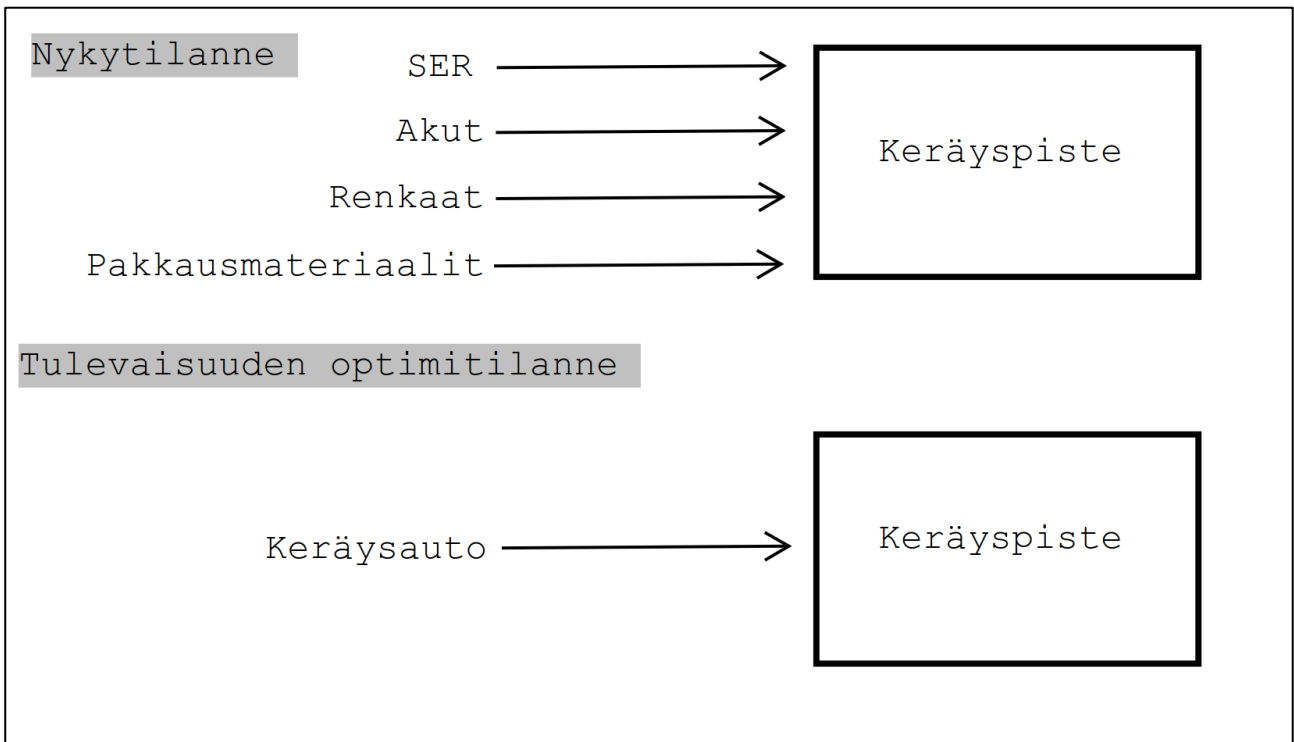 Nykytilanne
SER
Akut
Renkaat
Pakkausmateriaalit
Keräyspiste
Tulevaisuuden optimitilanne
Keräysauto
Keräyspiste